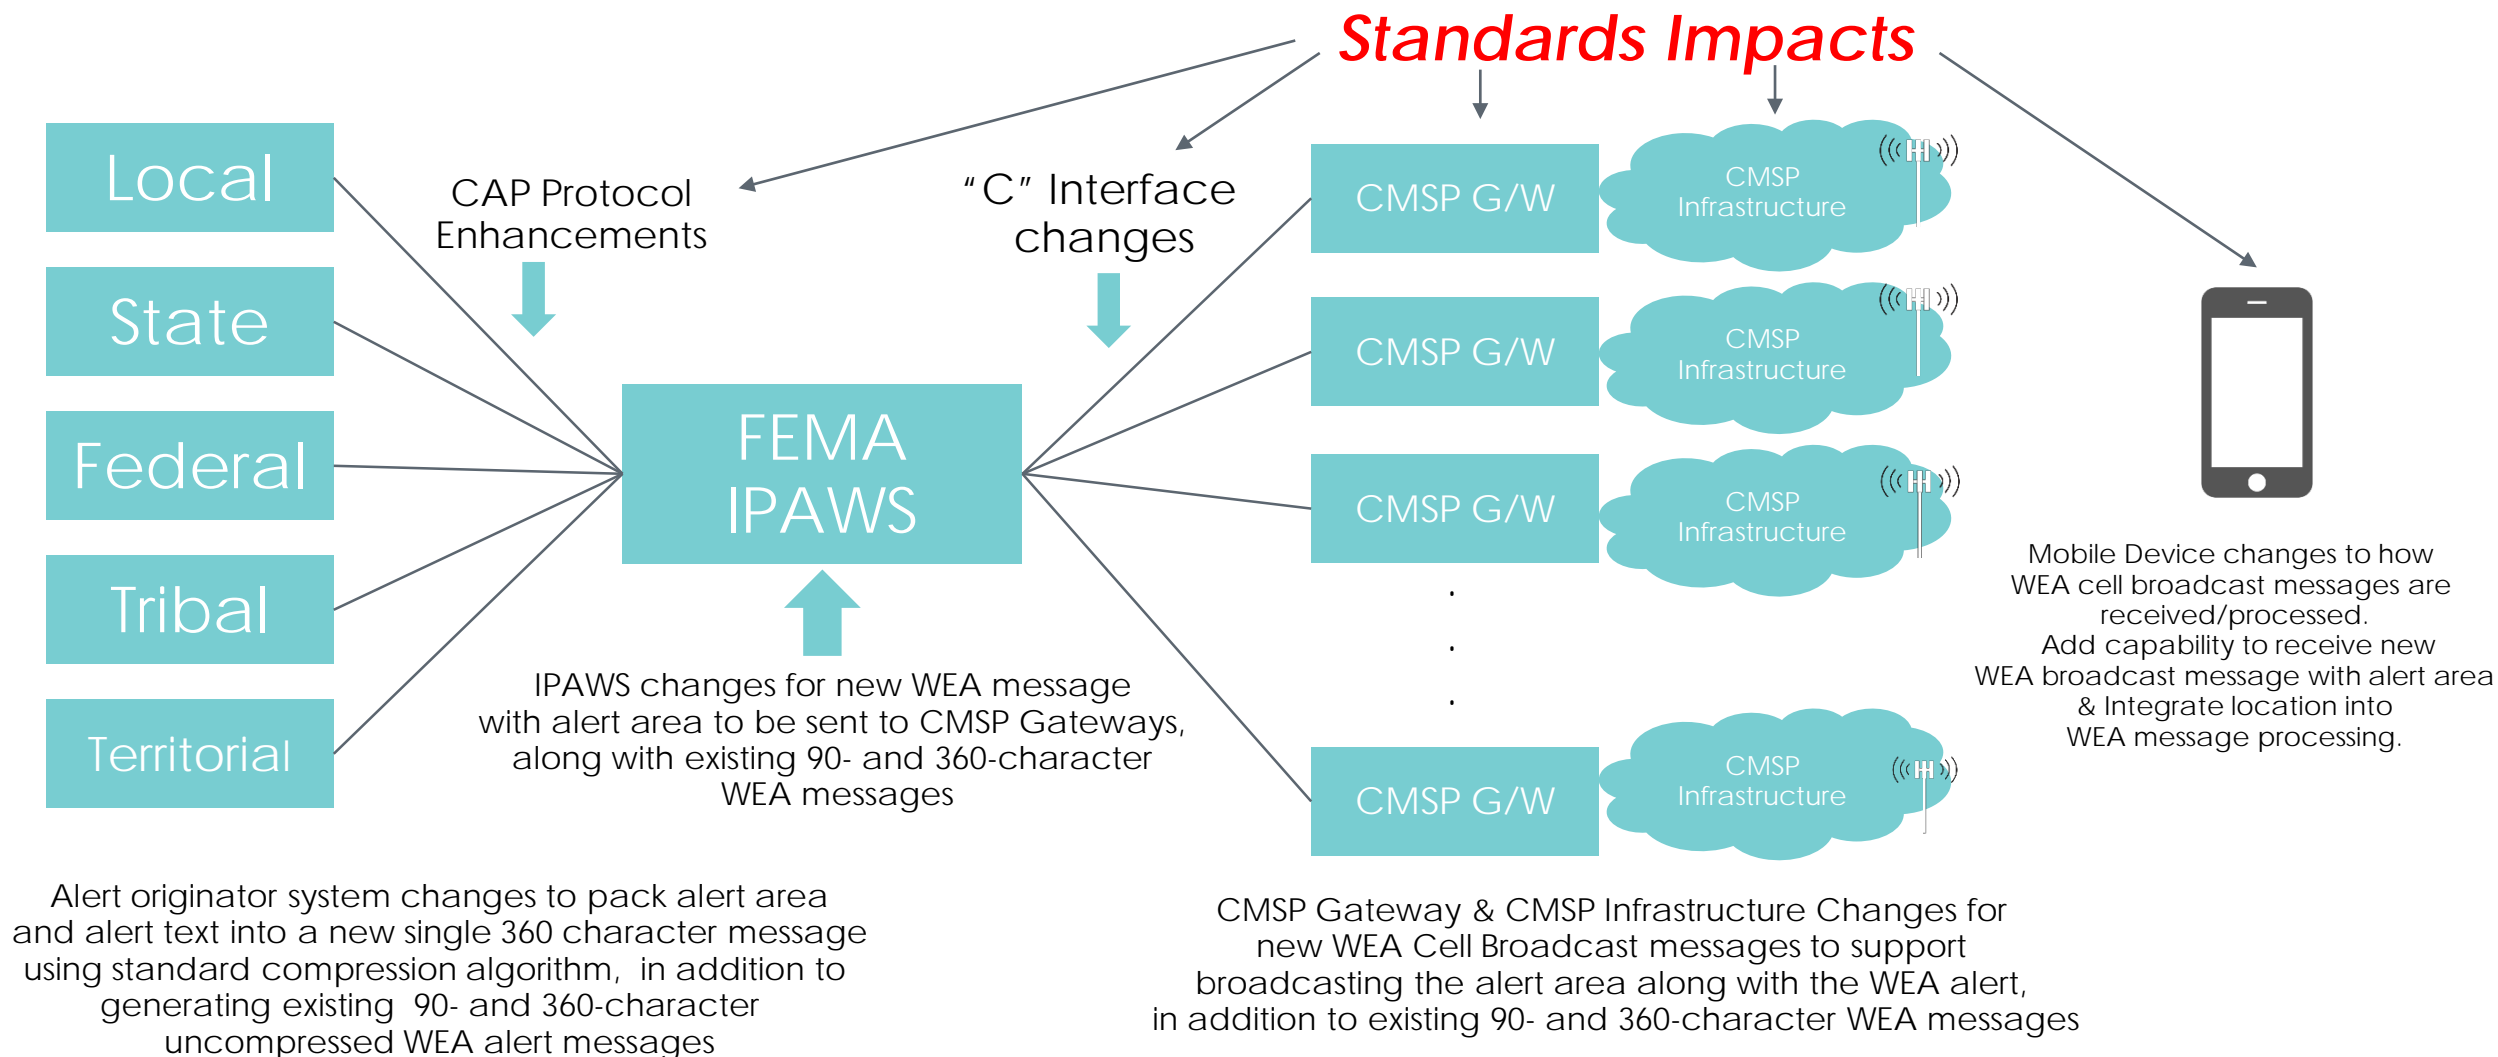 Standards Impacts
Local
State
Federal
Tribal
Territorial
CAP Protocol
Enhancements
“C” Interface
changes
FEMA
IPAWS
CMSP G/W
CMSP
Infrastructure
CMSP G/W
CMSP
Infrastructure
CMSP G/W
CMSP
Infrastructure
.
.
.
CMSP G/W
CMSP
Infrastructure
IPAWS changes for new WEA message
with alert area to be sent to CMSP Gateways,
along with existing 90- and 360-character
WEA messages
Mobile Device changes to how
WEA cell broadcast messages are
received/processed.
Add capability to receive new
WEA broadcast message with alert area
& Integrate location into
WEA message processing.
Alert originator system changes to pack alert area
and alert text into a new single 360 character message
using standard compression algorithm, in addition to
generating existing 90- and 360-character
uncompressed WEA alert messages
CMSP Gateway & CMSP Infrastructure Changes for
new WEA Cell Broadcast messages to support
broadcasting the alert area along with the WEA alert,
in addition to existing 90- and 360-character WEA messages